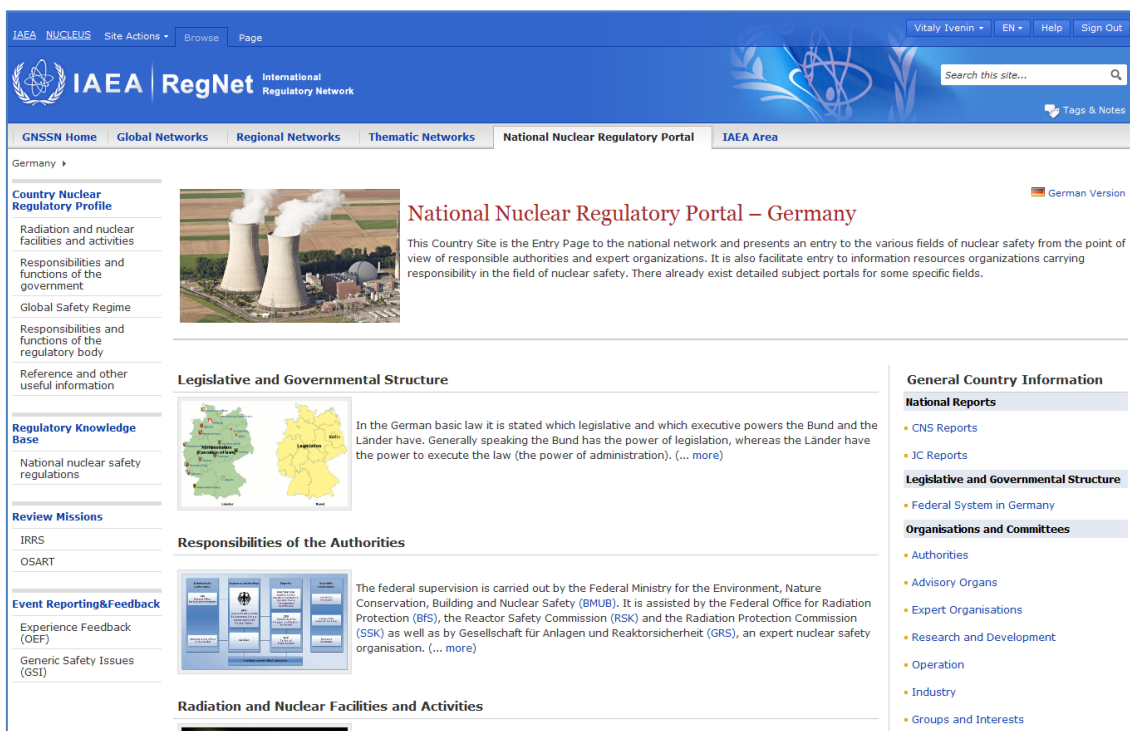 IAEA NUCLEUS Site Actions Browse Page
Vitaly Ivenin EN Help Sign Out
IAEA RegNet International
Regulatory Network
Search this site...
Tags & Notes
GNSSN Home Global Networks Regional Networks Thematic Networks National Nuclear Regulatory Portal IAEA Area
Germany
Country Nuclear
Regulatory Profile
Radiation and nuclear
facilities and activities
Responsibilities and
functions of the
government
Global Safety Regime
Responsibilities and
functions of the
regulatory body
Reference and other
useful information
Regulatory Knowledge
Base
National nuclear safety
regulations
Review Missions
IRRS
OSART
Event Reporting&Feedback
Experience Feedback
(OEF)
Generic Safety Issues
(GSI)
German Version
National Nuclear Regulatory Portal – Germany
This Country Site is the Entry Page to the national network and presents an entry to the various fields of nuclear safety from the point of
view of responsible authorities and expert organizations. It is also facilitate entry to information resources organizations carrying
responsibility in the field of nuclear safety. There already exist detailed subject portals for some specific fields.
Legislative and Governmental Structure
Legislation
Länder
Bund
In the German basic law it is stated which legislative and which executive powers the Bund and the
Länder have. Generally speaking the Bund has the power of legislation, whereas the Länder have
the power to execute the law (the power of administration). (... more)
Responsibilities of the Authorities
The federal supervision is carried out by the Federal Ministry for the Environment, Nature
Conservation, Building and Nuclear Safety (BMUB). It is assisted by the Federal Office for Radiation
Protection (BfS), the Reactor Safety Commission (RSK) and the Radiation Protection Commission
(SSK) as well as by Gesellschaft für Anlagen und Reaktorsicherheit (GRS), an expert nuclear safety
organisation. (... more)
Radiation and Nuclear Facilities and Activities
General Country Information
National Reports
CNS Reports
JC Reports
Legislative and Governmental Structure
Federal System in Germany
Organisations and Committees
Authorities
Advisory Organs
Expert Organisations
Research and Development
Operation
Industry
Groups and Interests